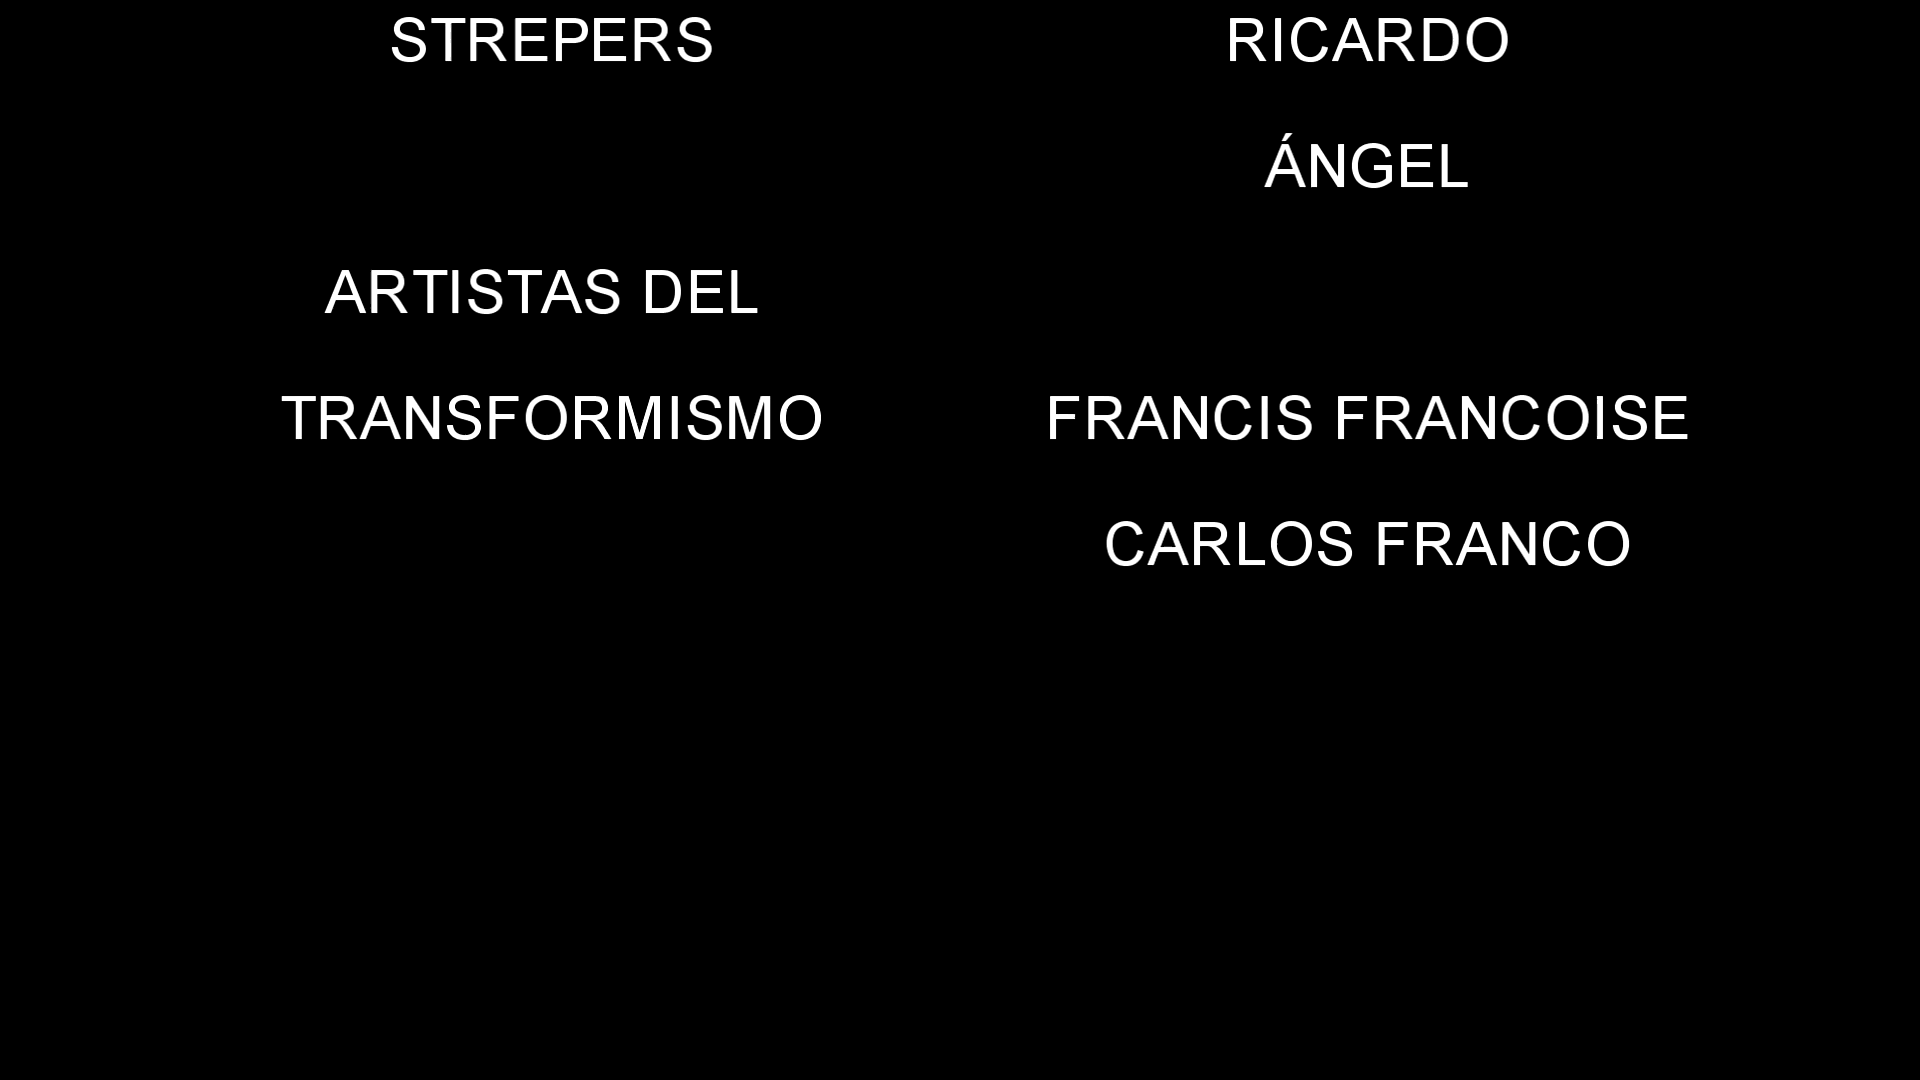 STREPERS RICARDO
ÁNGEL
ARTISTAS DEL
TRANSFORMISMO FRANCIS FRANCOISE
CARLOS FRANCO